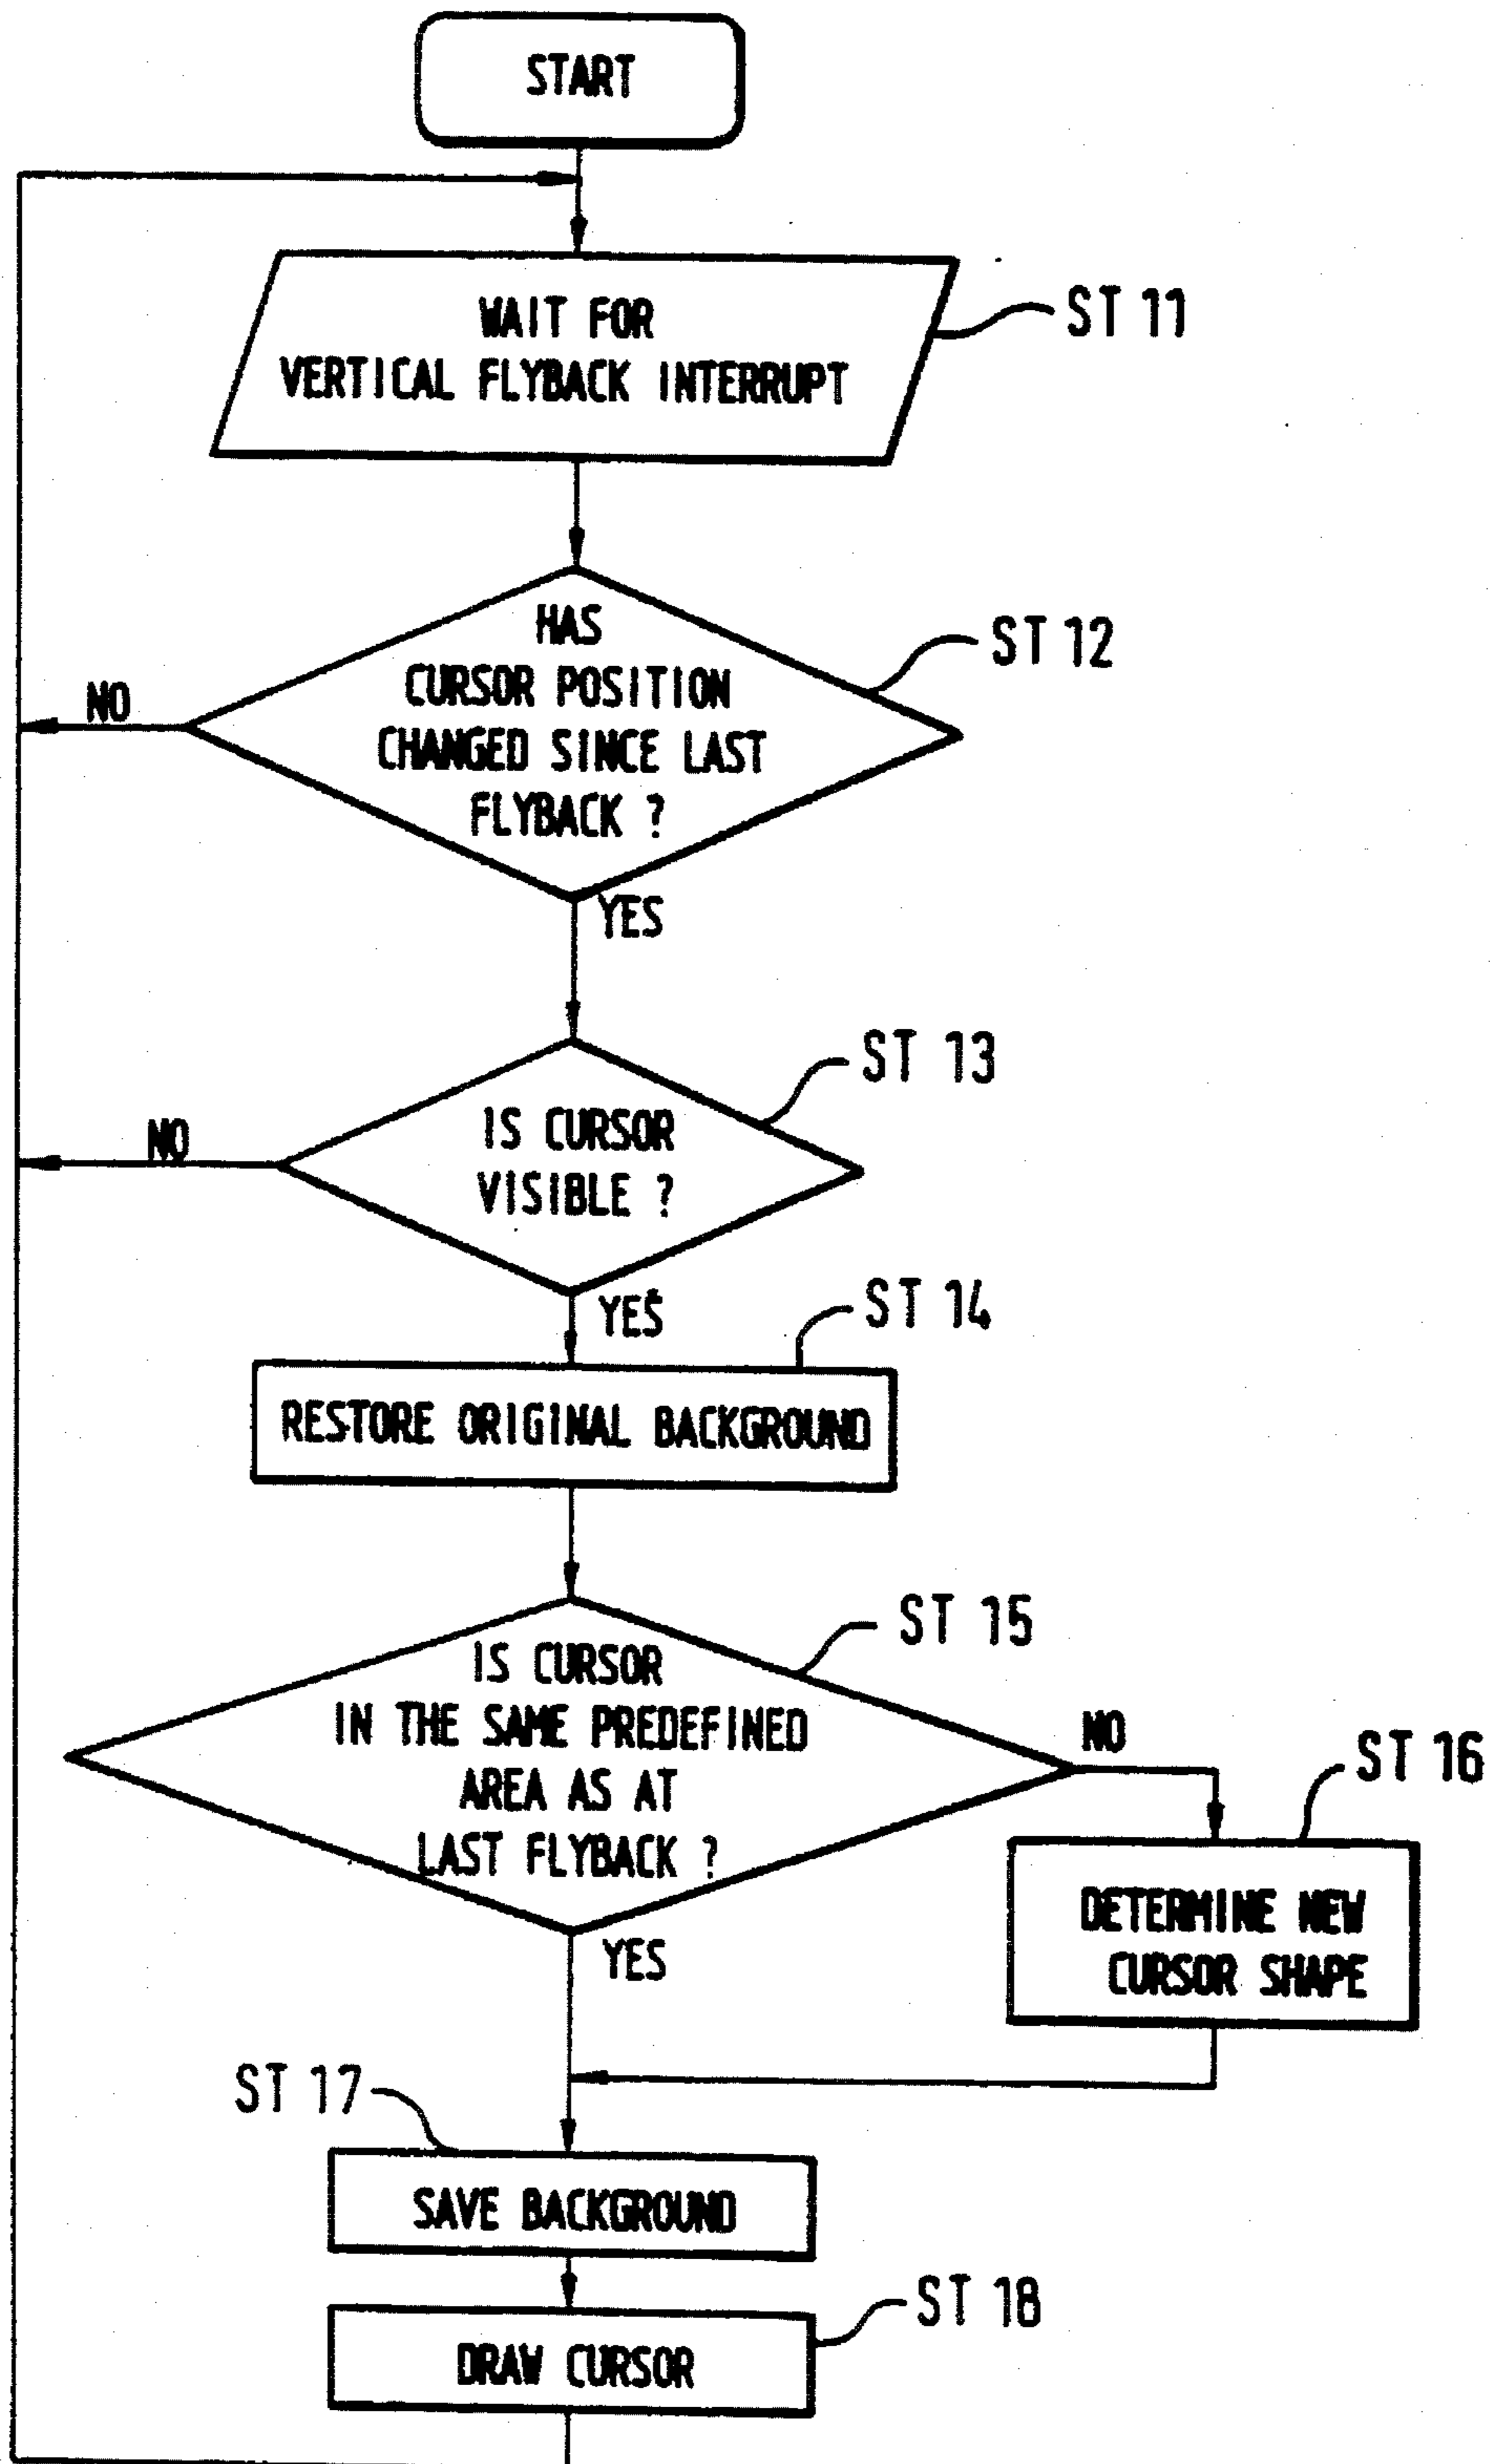 START
WAIT FOR
VERTICAL FLYBACK INTERRUPT
ST 11
HAS
CURSOR POSITION
CHANGED SINCE LAST
FLYBACK ?
ST 12
NO
YES
IS CURSOR
VISIBLE ?
ST 13
NO
YES
ST 14
RESTORE ORIGINAL BACKGROUND
IS CURSOR
IN THE SAME PREDEFINED
AREA AS AT
LAST FLYBACK ?
ST 15
NO
ST 16
DETERMINE NEW
CURSOR SHAPE
YES
ST 17
SAVE BACKGROUND
ST 18
DRAW CURSOR